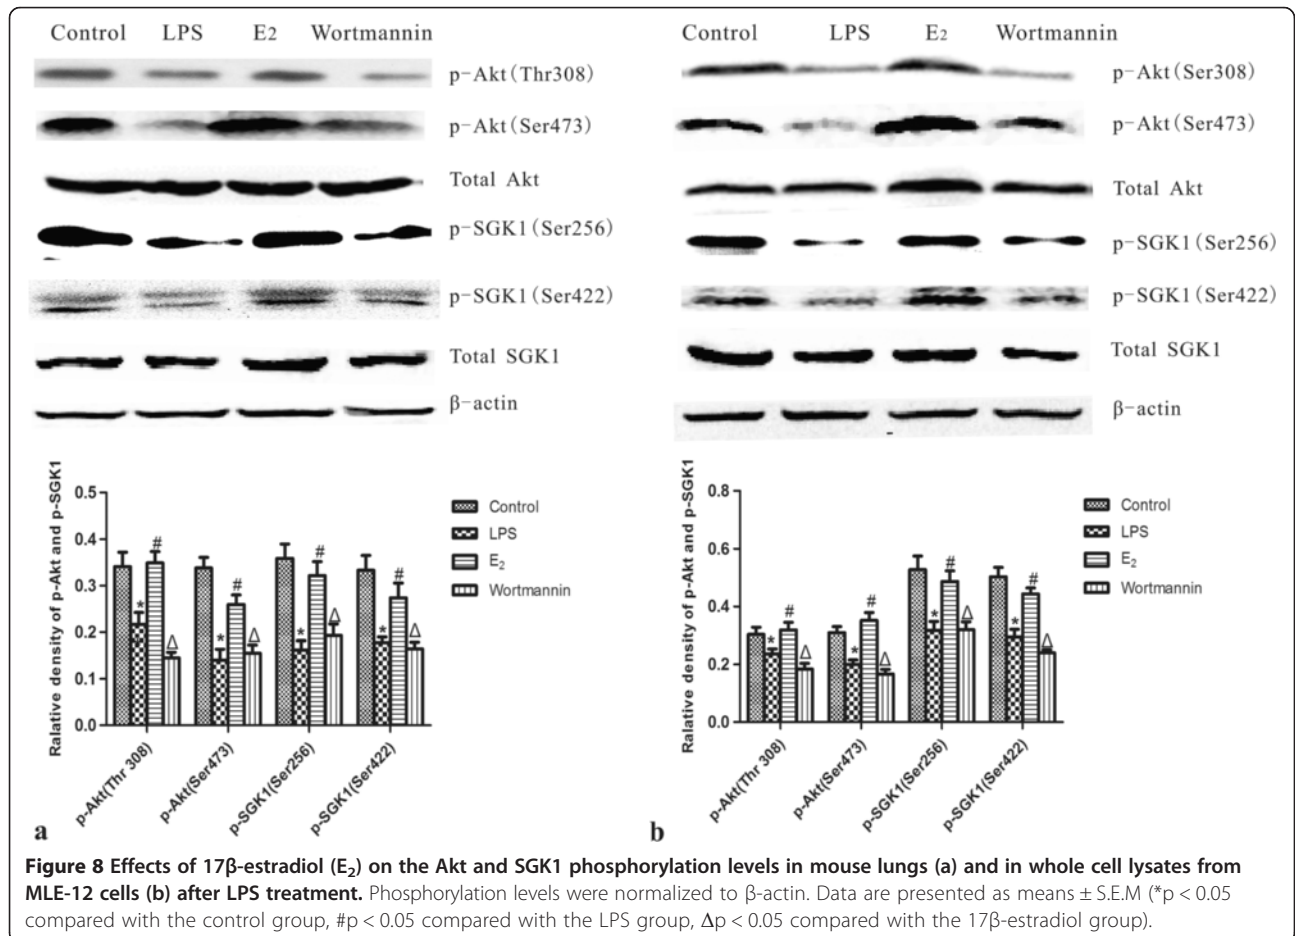 Control LPS E2 Wortmannin
p-Akt(Thr308)
p-Akt(Ser473)
Total Akt
p-SGK1(Ser256)
p-SGK1(Ser422)
Total SGK1
β-actin
Control LPS E2 Wortmannin
p-Akt(Ser308)
p-Akt(Ser473)
Total Akt
p-SGK1(Ser256)
p-SGK1(Ser422)
Total SGK1
β-actin
Ralative density of p-Akt and p-SGK1
0.5
0.4
0.3
0.2
0.1
0.0
* # Δ
* # Δ
* # Δ
* # Δ
Control
LPS
E₂
Wortmannin
p-Akt(Thr 308)
p-Akt(Ser473)
p-SGK1(Ser256)
p-SGK1(Ser422)
a
Ralative density of p-Akt and p-SGK1
0.8
0.6
0.4
0.2
0.0
* # Δ
* # Δ
* # Δ
* # Δ
Control
LPS
E₂
Wortmannin
p-Akt(Thr 308)
p-Akt(Ser473)
p-SGK1(Ser256)
p-SGK1(Ser422)
b
Figure 8 Effects of 17β-estradiol (E₂) on the Akt and SGK1 phosphorylation levels in mouse lungs (a) and in whole cell lysates from
MLE-12 cells (b) after LPS treatment. Phosphorylation levels were normalized to β-actin. Data are presented as means ± S.E.M (*p < 0.05
compared with the control group, #p < 0.05 compared with the LPS group, Δp < 0.05 compared with the 17β-estradiol group).